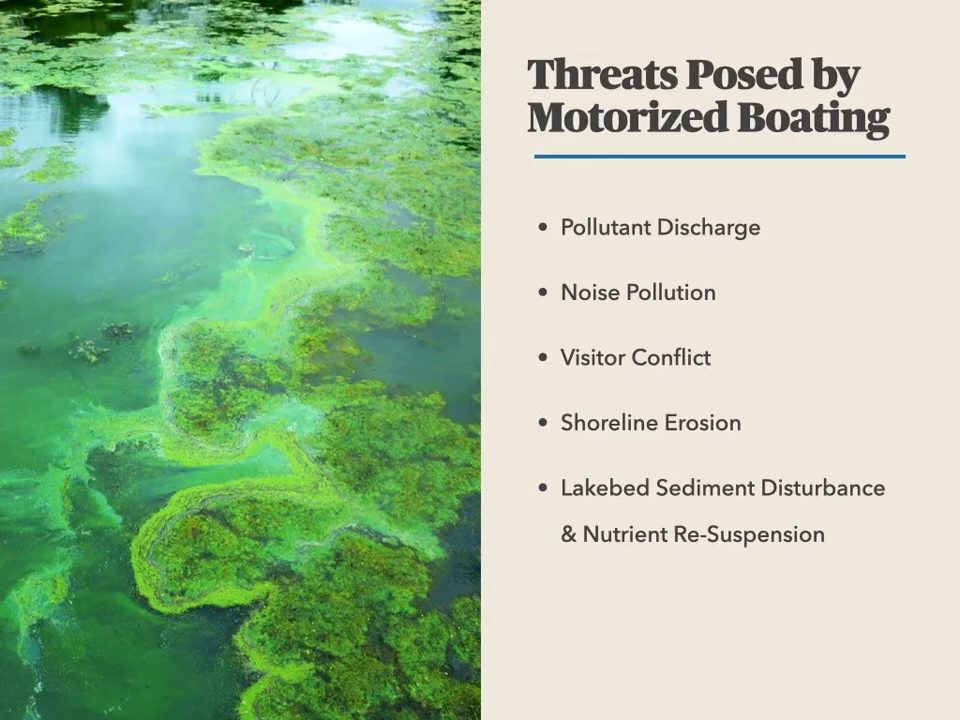 Threats Posed by
Motorized Boating
• Pollutant Discharge
• Noise Pollution
• Visitor Conflict
• Shoreline Erosion
• Lakebed Sediment Disturbance
& Nutrient Re-Suspension